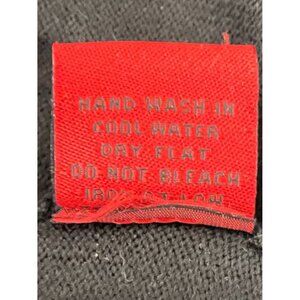 HAND WASH IN
COOL WATER
DRY FLAT
DO NOT BLEACH